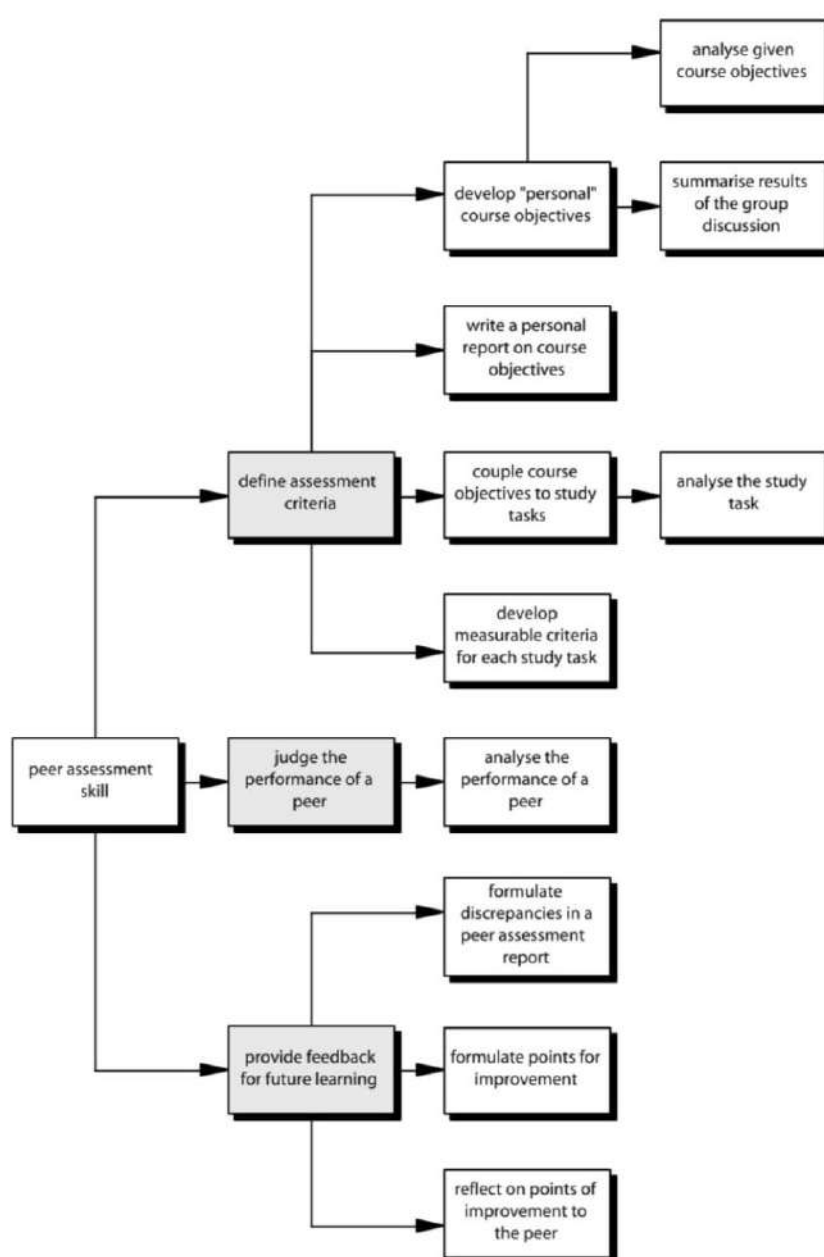 analyse given
course objectives
develop "personal"
course objectives
summarise results
of the group
discussion
write a personal
report on course
objectives
define assessment
criteria
couple course
objectives to study
tasks
analyse the study
task
develop
measurable criteria
for each study task
peer assessment
skill
judge the
performance of a
peer
analyse the
performance of a
peer
formulate
discrepancies in a
peer assessment
report
provide feedback
for future learning
formulate points for
improvement
reflect on points of
improvement to
the peer